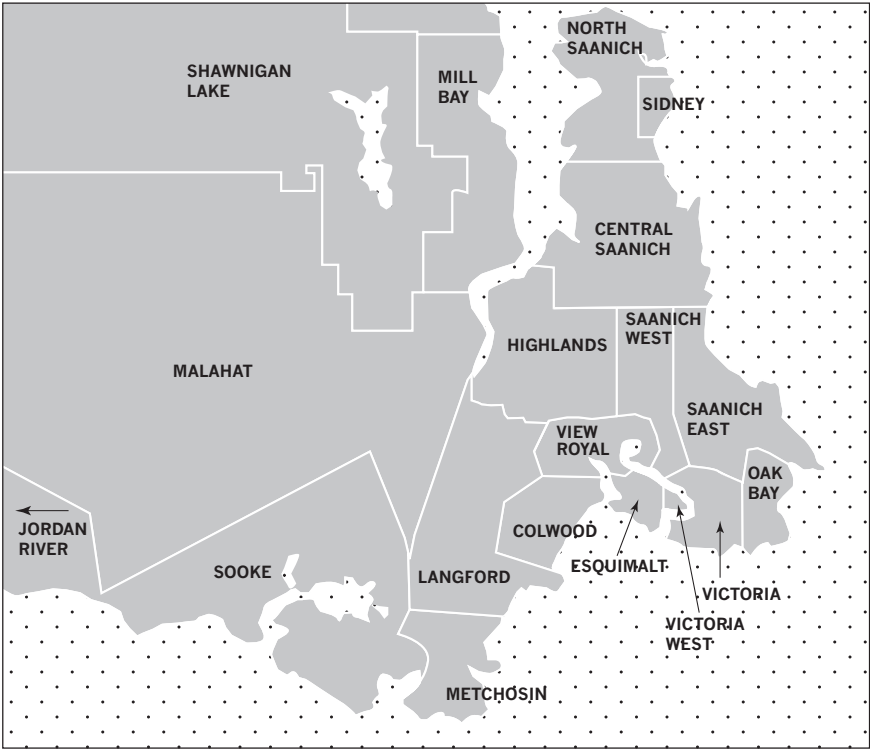 NORTH
SAANICH
SHAWNIGAN
LAKE
MILL
BAY
SIDNEY
CENTRAL
SAANICH
SAANICH
WEST
HIGHLANDS
MALAHAT
SAANICH
EAST
VIEW
ROYAL
OAK
BAY
JORDAN
RIVER
COLWOOD
ESQUIMALT
SOOKE
LANGFORD
VICTORIA
VICTORIA
WEST
METCHOSIN